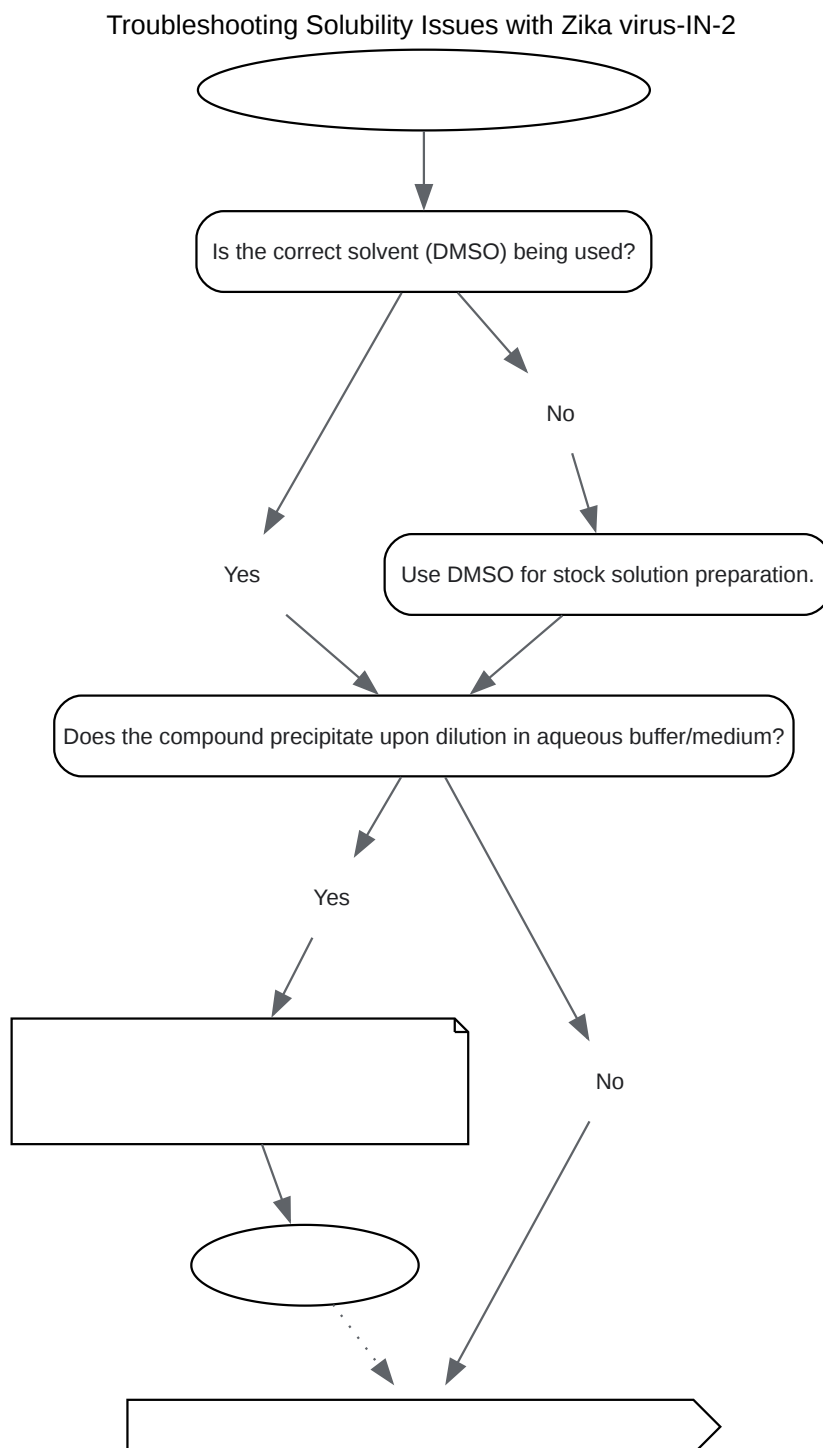 Troubleshooting Solubility Issues with Zika virus-IN-2
Is the correct solvent (DMSO) being used?
No
Yes
Use DMSO for stock solution preparation.
Does the compound precipitate upon dilution in aqueous buffer/medium?
Yes
No